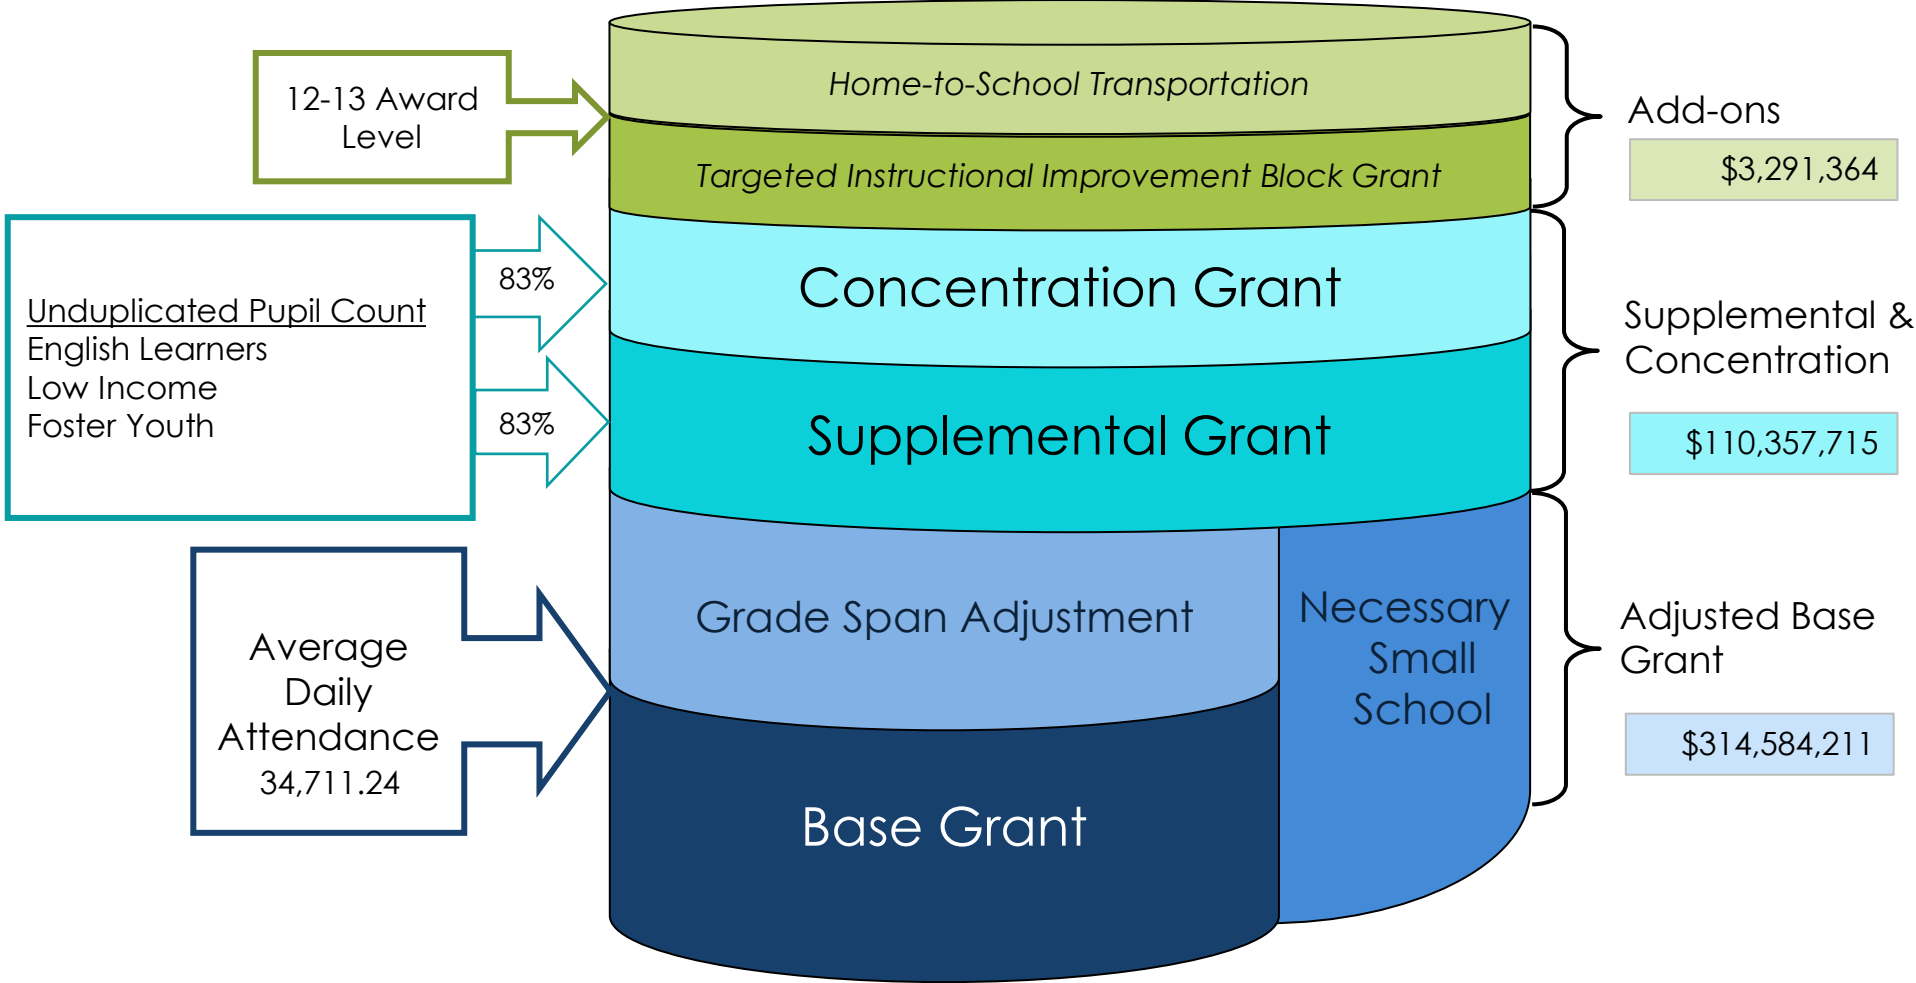 Home-to-School Transportation
12-13 Award
Level
Add-ons
$3,291,364
Targeted Instructional Improvement Block Grant
Concentration Grant
83%
Unduplicated Pupil Count
English Learners
Low Income
Foster Youth
83%
Supplemental &
Concentration
$110,357,715
Supplemental Grant
Grade Span Adjustment
Necessary
Small
School
Adjusted Base
Grant
$314,584,211
Average
Daily
Attendance
34,711.24
Base Grant